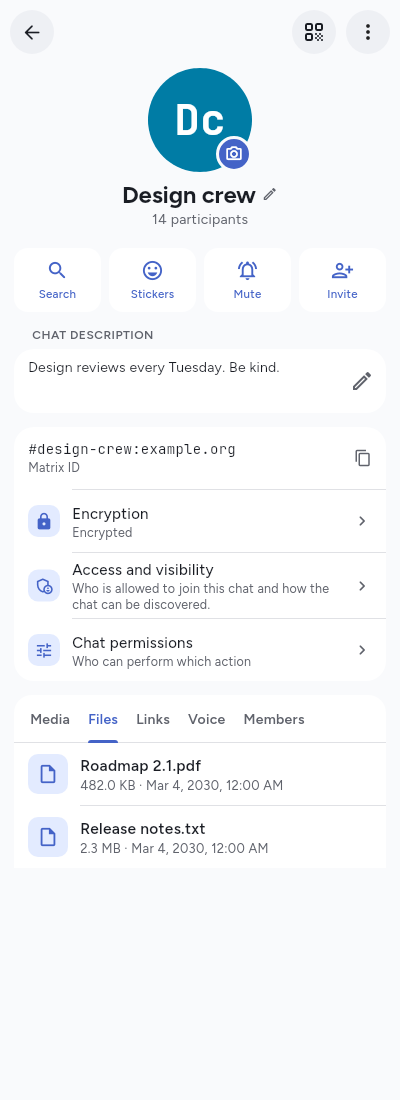 Dc
Design crew
14 participants
Search
Stickers
Mute
Invite
CHAT DESCRIPTION
Design reviews every Tuesday. Be kind.
#design-crew:example.org
Matrix ID
Encryption
Encrypted
Access and visibility
Who is allowed to join this chat and how the
chat can be discovered.
Chat permissions
Who can perform which action
Media Files Links Voice Members
Roadmap 2.1.pdf
482.0 KB · Mar 4, 2030, 12:00 AM
Release notes.txt
2.3 MB · Mar 4, 2030, 12:00 AM